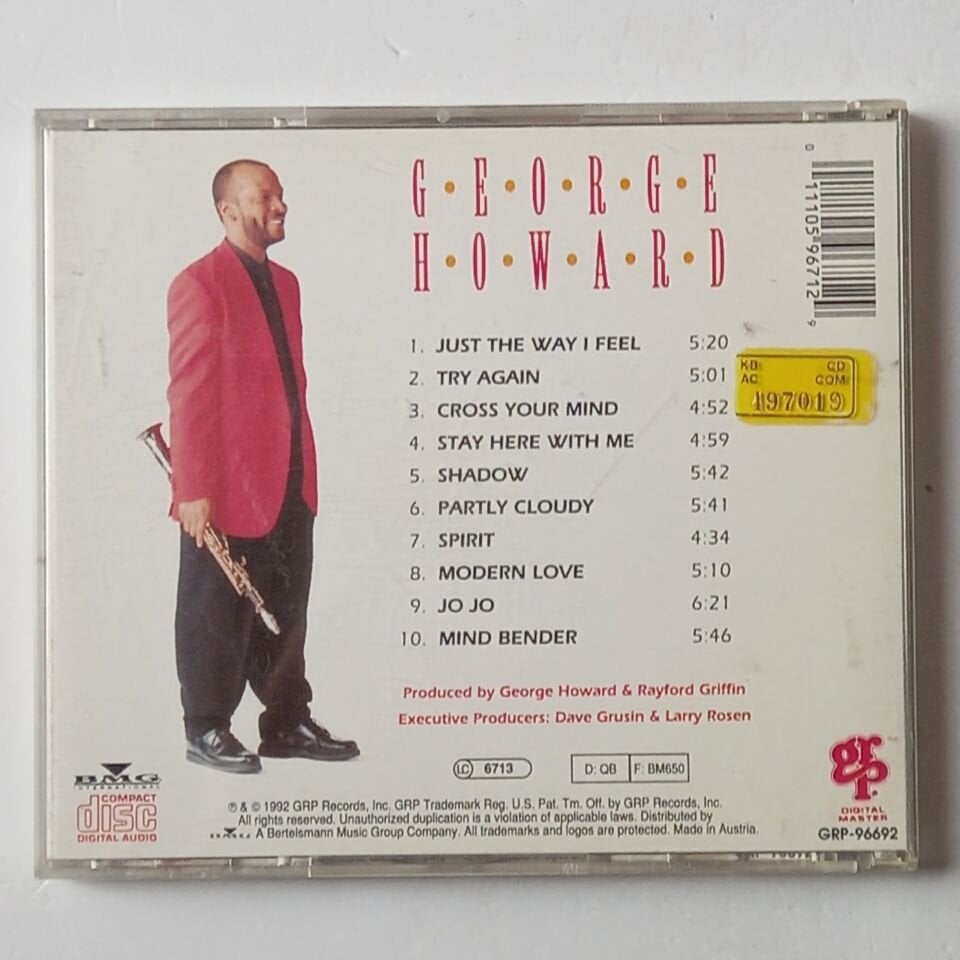 G·E·O·R·G·E
H·O·W·A·R·D
0 11105 96712 9
1. JUST THE WAY I FEEL 5:20
2. TRY AGAIN 5:01
3. CROSS YOUR MIND 4:52
4. STAY HERE WITH ME 4:59
5. SHADOW 5:42
6. PARTLY CLOUDY 5:41
7. SPIRIT 4:34
8. MODERN LOVE 5:10
9. JO JO 6:21
10. MIND BENDER 5:46
KB CD
AC COM
497019
Produced by George Howard & Rayford Griffin
Executive Producers: Dave Grusin & Larry Rosen
LC 6713
D: QB F: BM650
BMG
INTERNATIONAL
COMPACT
disc
DIGITAL AUDIO
℗ & © 1992 GRP Records, Inc. GRP Trademark Reg. U.S. Pat. Tm. Off. by GRP Records, Inc.
All rights reserved. Unauthorized duplication is a violation of applicable laws. Distributed by
A Bertelsmann Music Group Company. All trademarks and logos are protected. Made in Austria.
grp
DIGITAL
MASTER
GRP-96692